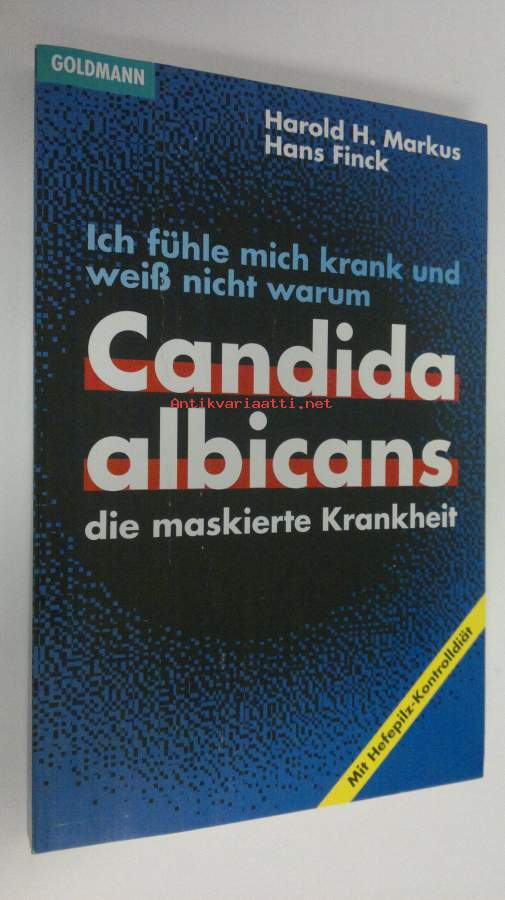 GOLDMANN
Harold H. Markus
Hans Finck
Ich fühle mich krank und
weiß nicht warum
Candida
Antikvariaatti.net
albicans
die maskierte Krankheit
Mit Hefepilz-Kontrolldiät